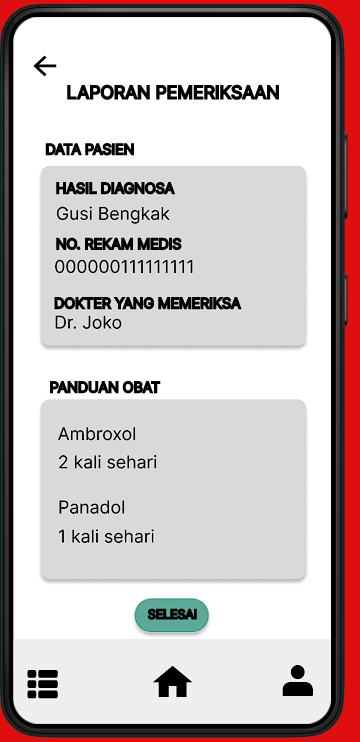 LAPORAN PEMERIKSAAN
DATA PASIEN
HASIL DIAGNOSA
Gusi Bengkak
NO. REKAM MEDIS
000000111111111
DOKTER YANG MEMERIKSA
Dr. Joko
PANDUAN OBAT
Ambroxol
2 kali sehari
Panadol
1 kali sehari
SELESAI